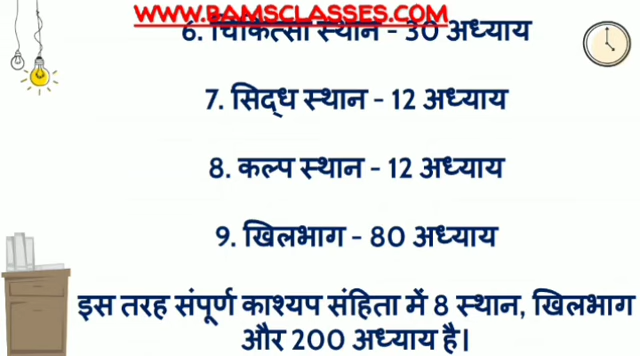 WWW.BAMSCLASSES.COM
6. चिकित्सा स्थान - 30 अध्याय
7. सिद्ध स्थान - 12 अध्याय
8. कल्प स्थान - 12 अध्याय
9. खिलभाग - 80 अध्याय
इस तरह संपूर्ण काश्यप संहिता में 8 स्थान, खिलभाग
और 200 अध्याय है।